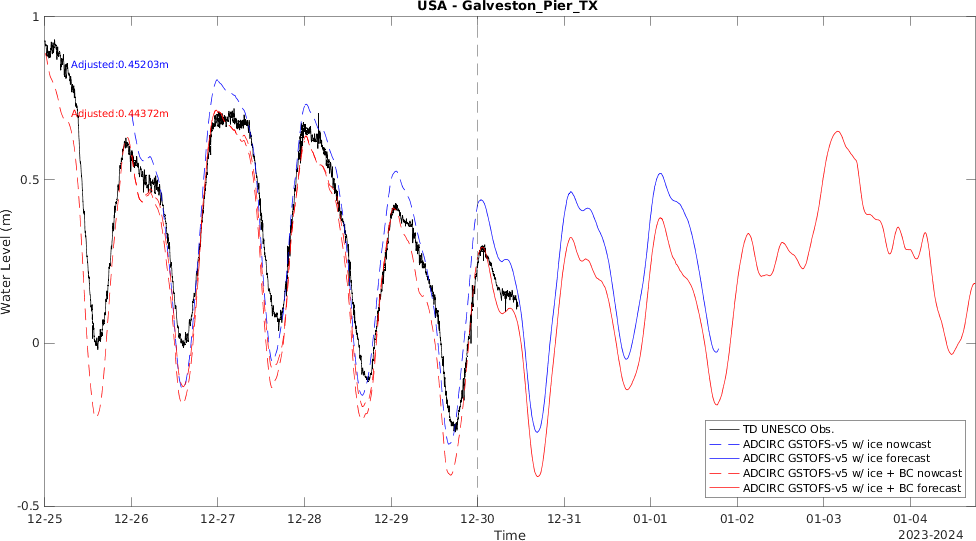 USA - Galveston_Pier_TX
Adjusted:0.45203m
Adjusted:0.44372m
Water Level (m)
1
0.5
0
-0.5
12-25 12-26 12-27 12-28 12-29 12-30 12-31 01-01 01-02 01-03 01-04
Time
2023-2024
TD UNESCO Obs.
ADCIRC GSTOFS-v5 w/ ice nowcast
ADCIRC GSTOFS-v5 w/ ice forecast
ADCIRC GSTOFS-v5 w/ ice + BC nowcast
ADCIRC GSTOFS-v5 w/ ice + BC forecast